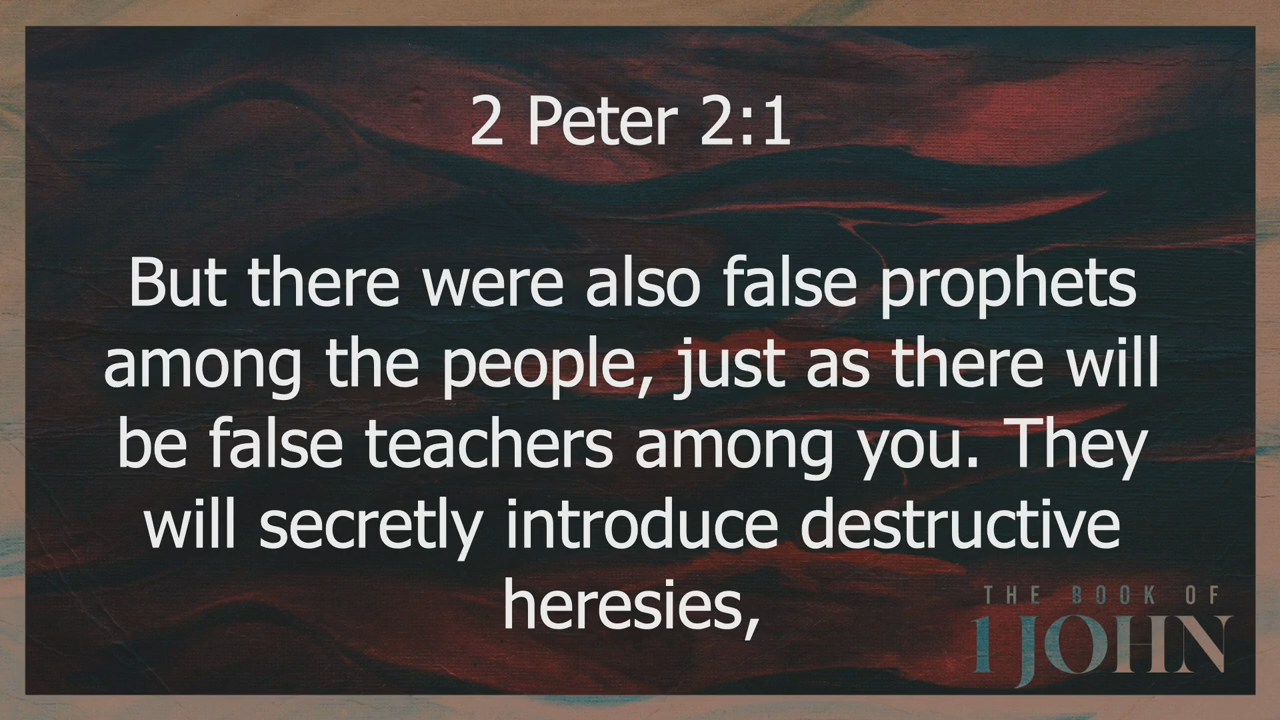 2 Peter 2:1
But there were also false prophets
among the people, just as there will
be false teachers among you. They
will secretly introduce destructive
heresies,
THE BOOK OF
1 JOHN